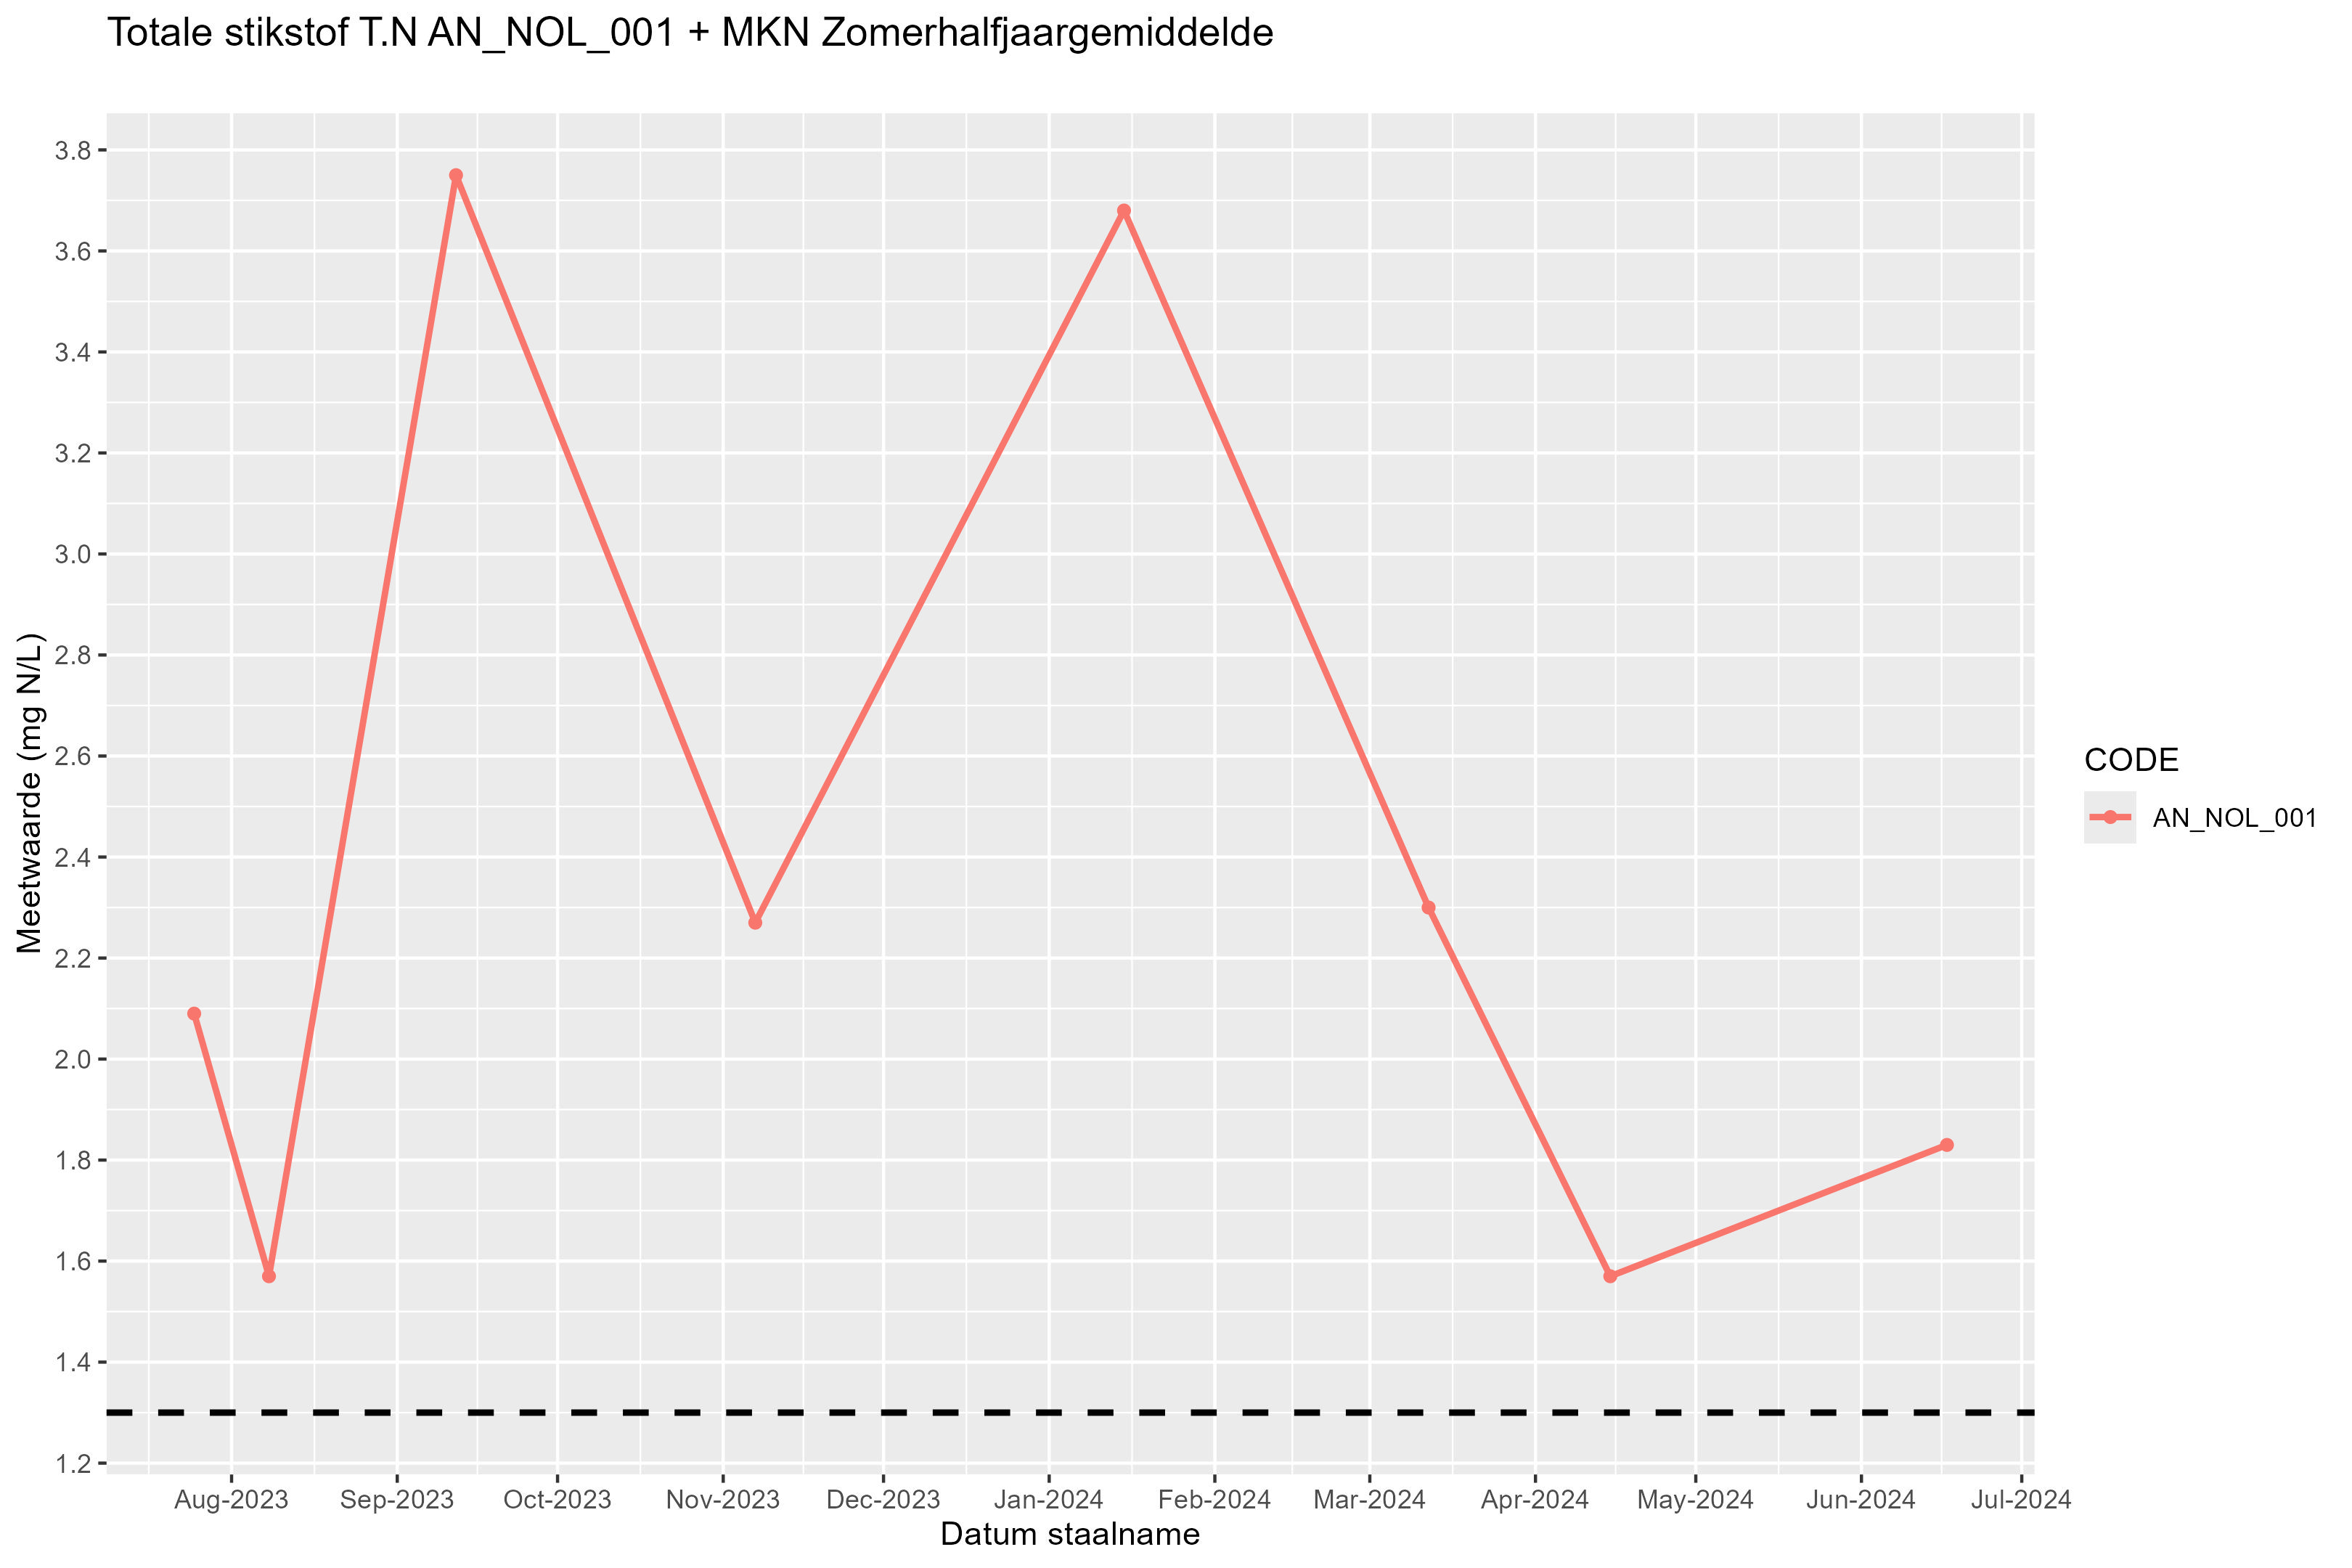 Totale stikstof T.N AN_NOL_001 + MKN Zomerhalfjaargemiddelde
3.8
3.6
3.4
3.2
3.0
2.8
2.6
2.4
2.2
2.0
1.8
1.6
1.4
1.2
Meetwaarde (mg N/L)
Aug-2023 Sep-2023 Oct-2023 Nov-2023 Dec-2023 Jan-2024 Feb-2024 Mar-2024 Apr-2024 May-2024 Jun-2024 Jul-2024
Datum staalname
CODE
AN_NOL_001